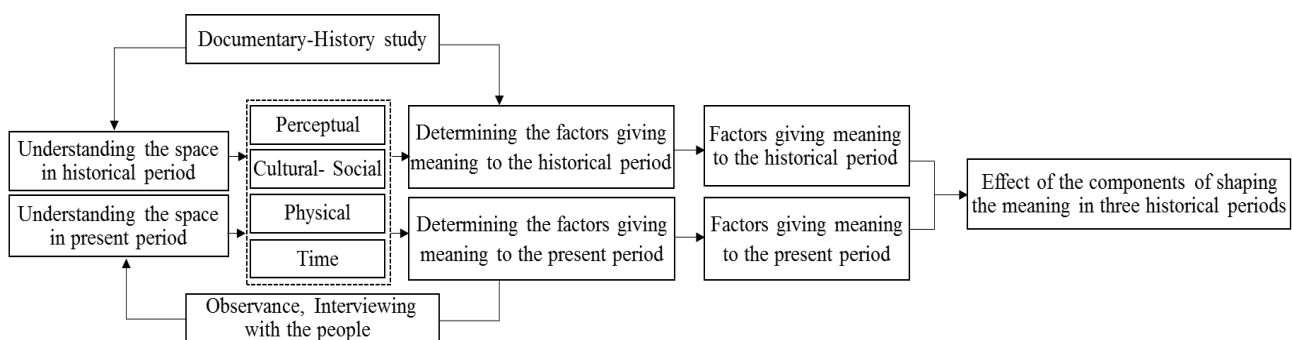 Documentary-History study
Understanding the space
in historical period
Understanding the space
in present period
Perceptual
Cultural- Social
Physical
Time
Determining the factors giving
meaning to the historical period
Determining the factors giving
meaning to the present period
Factors giving meaning
to the historical period
Factors giving meaning
to the present period
Effect of the components of shaping
the meaning in three historical periods
Observance, Interviewing
with the people